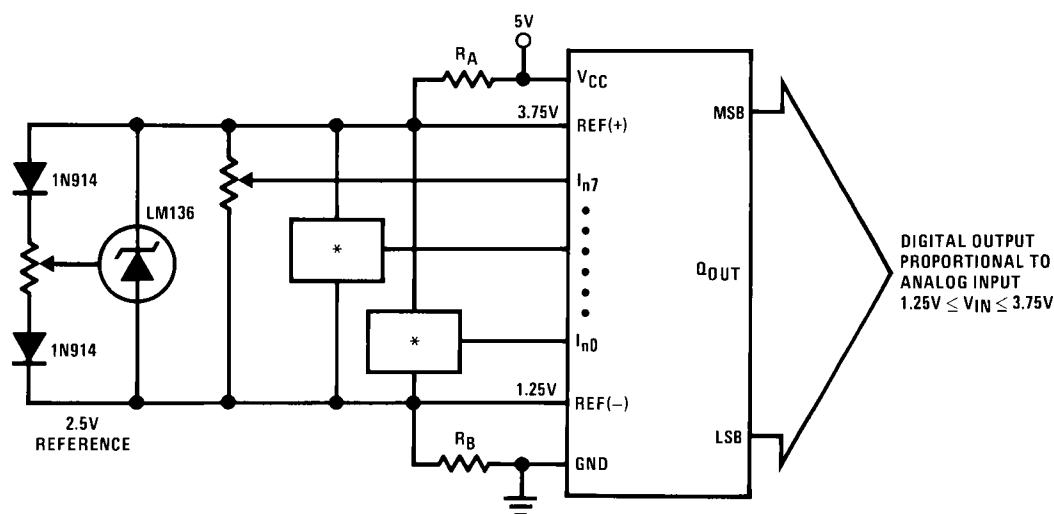 5V
RA
VCC
3.75V
REF(+)
MSB
1N914
In7
LM136
*
DIGITAL OUTPUT
PROPORTIONAL TO
ANALOG INPUT
1.25V ≤ VIN ≤ 3.75V
QOUT
*
In0
1N914
1.25V
REF(−)
2.5V
REFERENCE
RB
GND
LSB